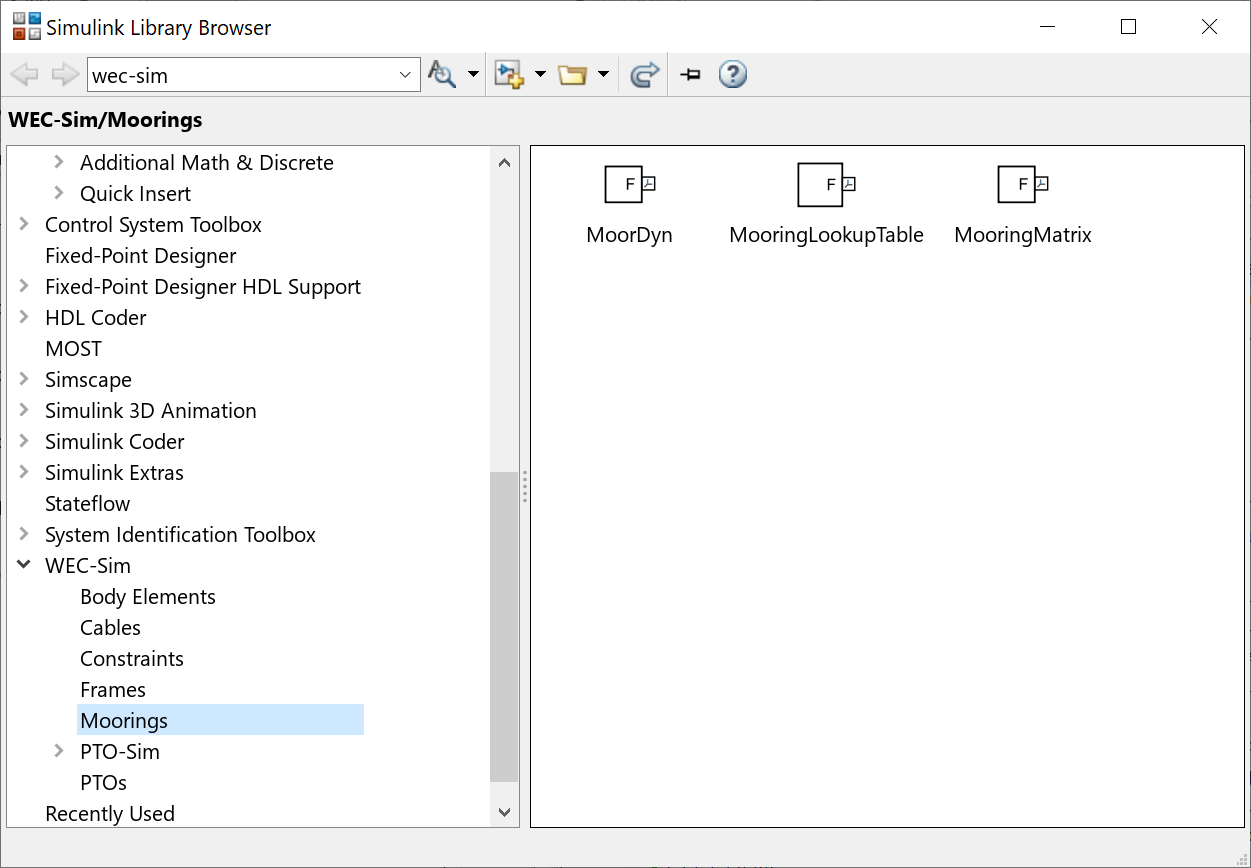 Simulink Library Browser
wec-sim
WEC-Sim/Moorings
Additional Math & Discrete
Quick Insert
Control System Toolbox
Fixed-Point Designer
Fixed-Point Designer HDL Support
HDL Coder
MOST
Simscape
Simulink 3D Animation
Simulink Coder
Simulink Extras
Stateflow
System Identification Toolbox
WEC-Sim
Body Elements
Cables
Constraints
Frames
Moorings
PTO-Sim
PTOs
Recently Used
F F F
MoorDyn MooringLookupTable MooringMatrix